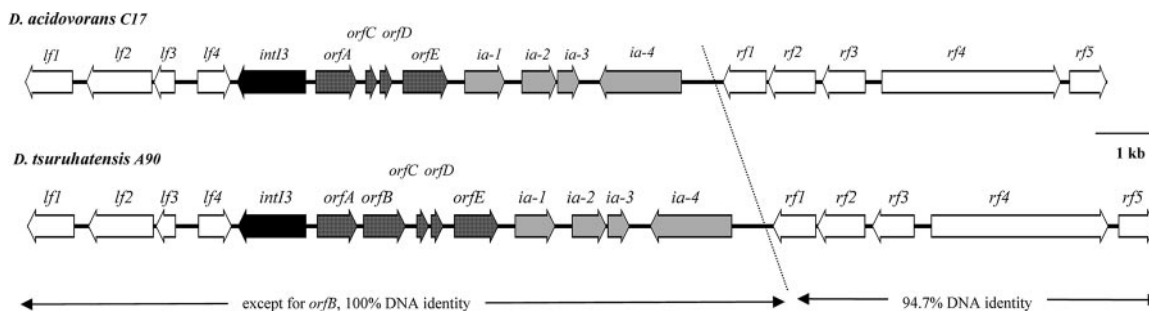 D. acidovorans C17
orfC orfD
lf1 lf2 lf3 lf4 intI3 orfA orfE ia-1 ia-2 ia-3 ia-4 rf1 rf2 rf3 rf4 rf5
1 kb
D. tsuruhatensis A90
orfC orfD
lf1 lf2 lf3 lf4 intI3 orfA orfB orfE ia-1 ia-2 ia-3 ia-4 rf1 rf2 rf3 rf4 rf5
except for orfB, 100% DNA identity 94.7% DNA identity